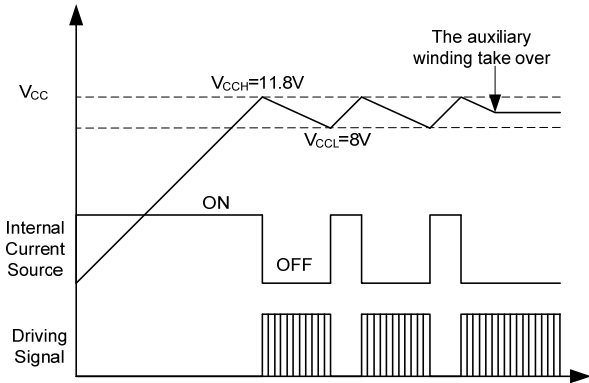 The auxiliary
winding take over
VCCH=11.8V
VCC
VCCL=8V
ON
Internal
Current
Source
OFF
Driving
Signal